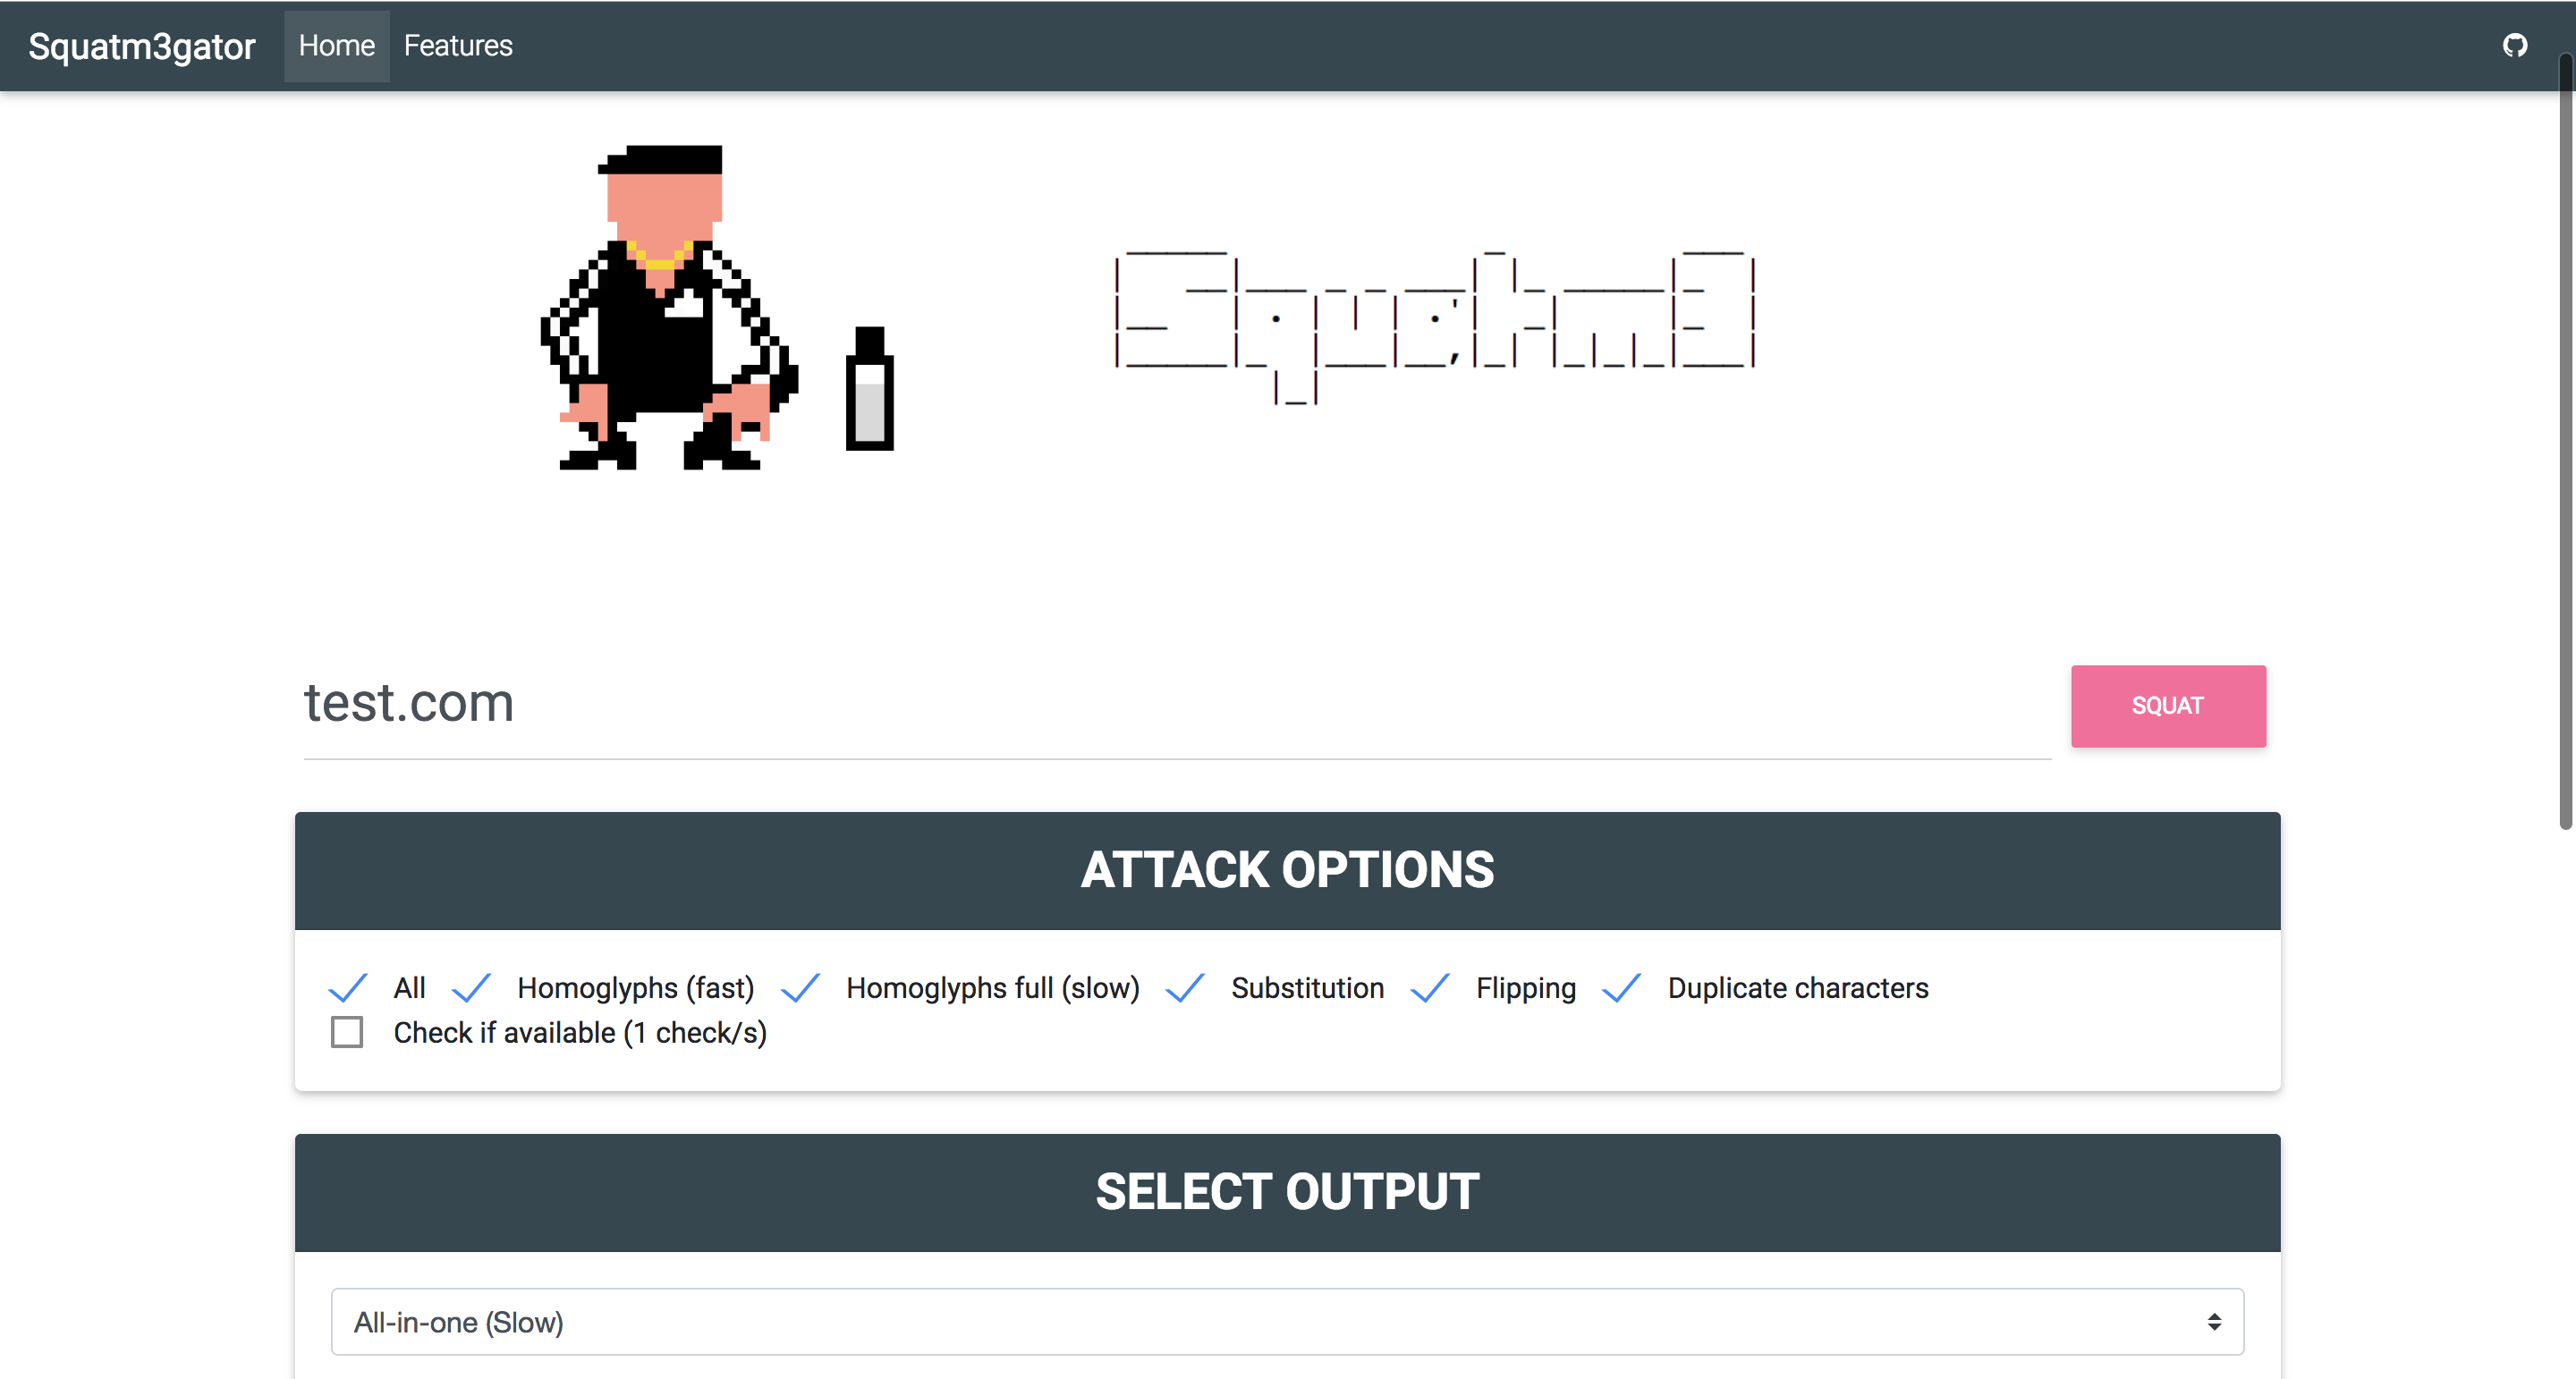 Squatm3gator Home Features
Squatm3
test.com SQUAT
ATTACK OPTIONS
All Homoglyphs (fast) Homoglyphs full (slow) Substitution Flipping Duplicate characters
Check if available (1 check/s)
SELECT OUTPUT
All-in-one (Slow)